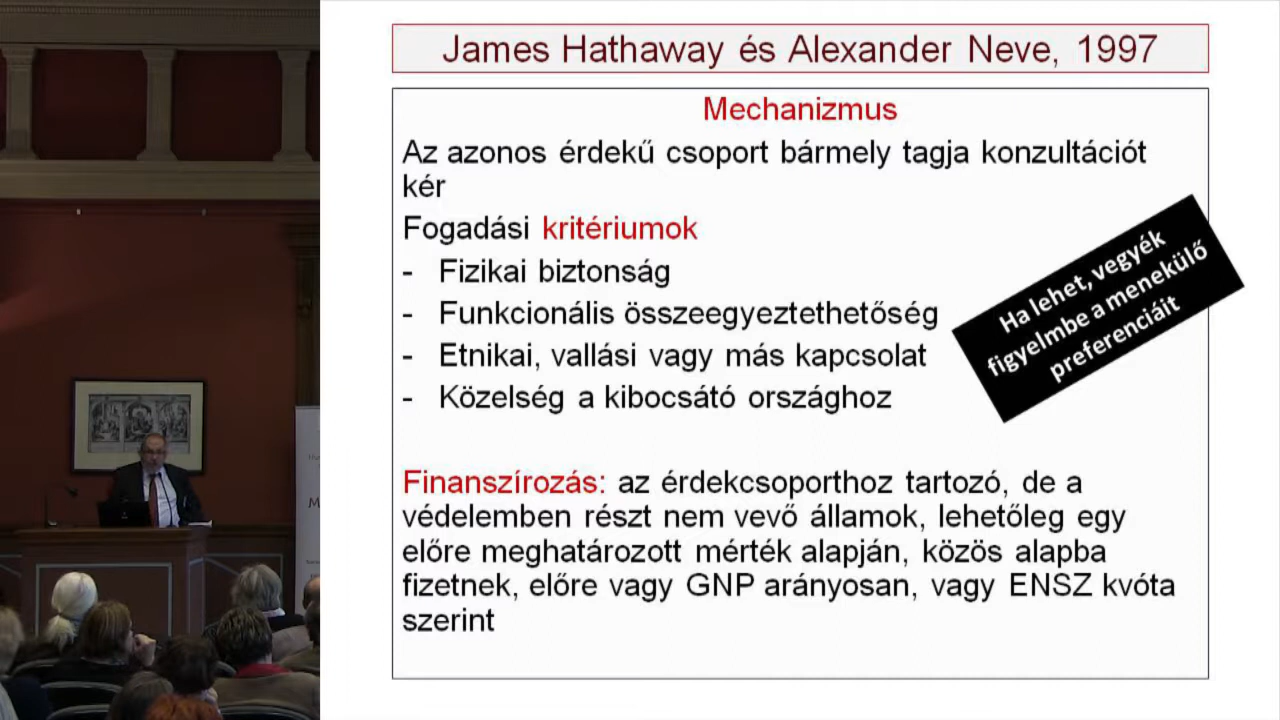 James Hathaway és Alexander Neve, 1997
Mechanizmus
Az azonos érdekű csoport bármely tagja konzultációt
kér
Fogadási kritériumok
- Fizikai biztonság
- Funkcionális összeegyeztethetőség
- Etnikai, vallási vagy más kapcsolat
- Közelség a kibocsátó országhoz
Ha lehet, vegyék
figyelmbe a menekülő
preferenciáit
Finanszírozás: az érdekcsoporthoz tartozó, de a
védelemben részt nem vevő államok, lehetőleg egy
előre meghatározott mérték alapján, közös alapba
fizetnek, előre vagy GNP arányosan, vagy ENSZ kvóta
szerint